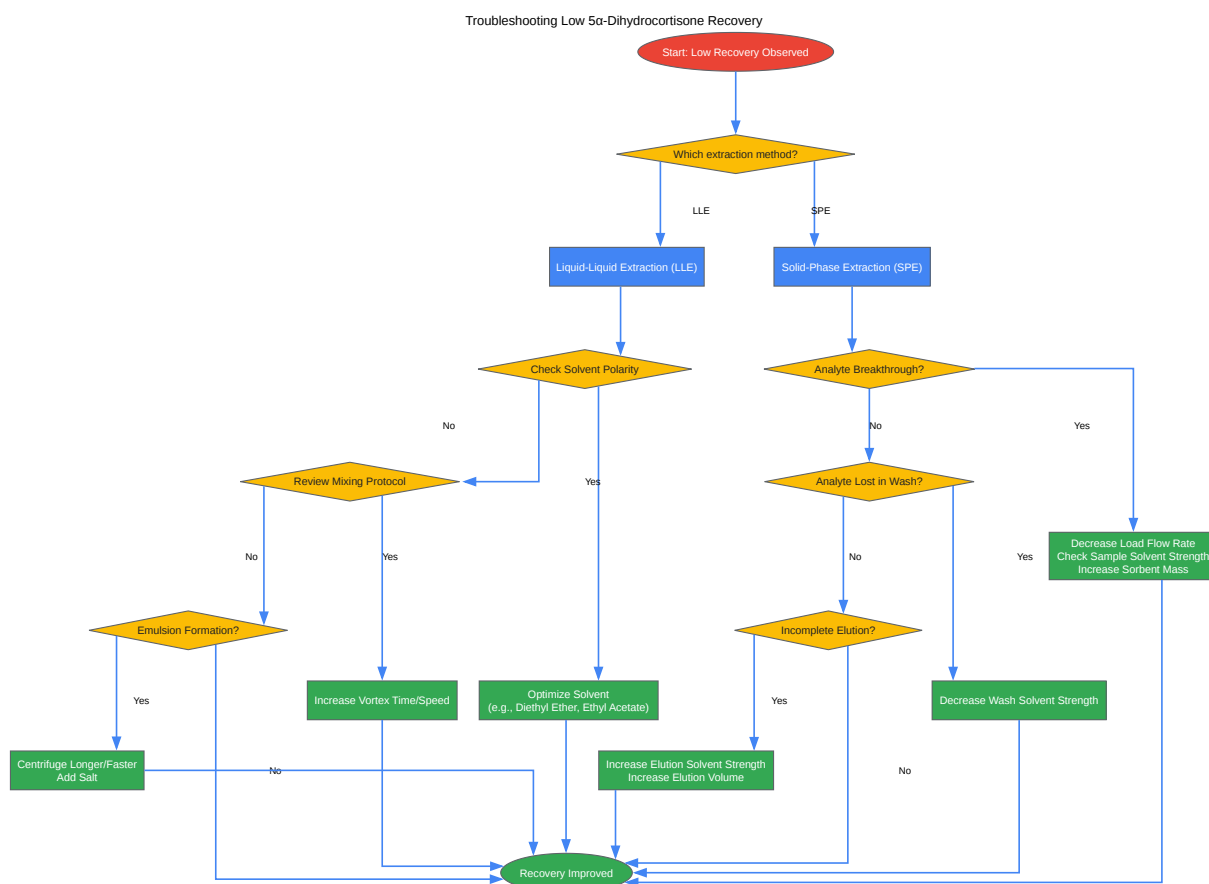 Troubleshooting Low 5α-Dihydrocortisone Recovery
Start: Low Recovery Observed
Which extraction method?
LLE
SPE
Liquid-Liquid Extraction (LLE)
Solid-Phase Extraction (SPE)
Check Solvent Polarity
Analyte Breakthrough?
No
No
Yes
Review Mixing Protocol
Yes
Analyte Lost in Wash?
No
Yes
No
Yes
Decrease Load Flow Rate
Check Sample Solvent Strength
Increase Sorbent Mass
Emulsion Formation?
Incomplete Elution?
Yes
Increase Vortex Time/Speed
Optimize Solvent
(e.g., Diethyl Ether, Ethyl Acetate)
Yes
Decrease Wash Solvent Strength
Centrifuge Longer/Faster
Add Salt
No
Increase Elution Solvent Strength
Increase Elution Volume
No
Recovery Improved